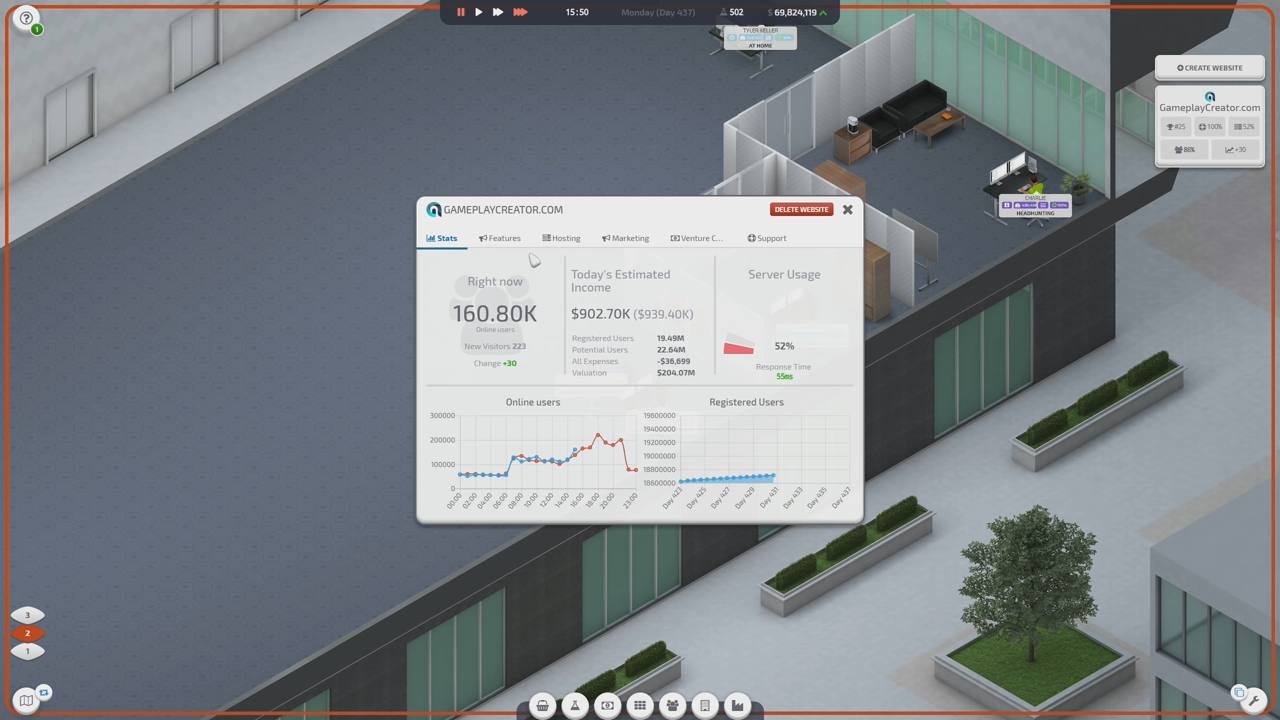 15:50
Monday (Day 437)
502
$ 69,824,119
?
1
TYLER KELLER
AT HOME
CREATE WEBSITE
GameplayCreator.com
#25
100%
52%
86%
+30
CHARLIE
HEADHUNTING
GAMEPLAYCREATOR.COM
DELETE WEBSITE
Stats
Features
Hosting
Marketing
Venture C...
Support
Right now
160.80K
Online users
New Visitors 223
Change +30
Today's Estimated
Income
$902.70K ($939.40K)
Registered Users 19.49M
Potential Users 22.64M
All Expenses -$36,699
Valuation $204.07M
Server Usage
52%
Response Time
55ms
Online users
300000
200000
100000
0
00:00
02:00
04:00
06:00
08:00
10:00
12:00
14:00
16:00
18:00
20:00
23:00
Registered Users
19600000
19400000
19200000
19000000
18800000
18600000
Day 423
Day 425
Day 427
Day 429
Day 431
Day 433
Day 435
Day 437
3
2
1